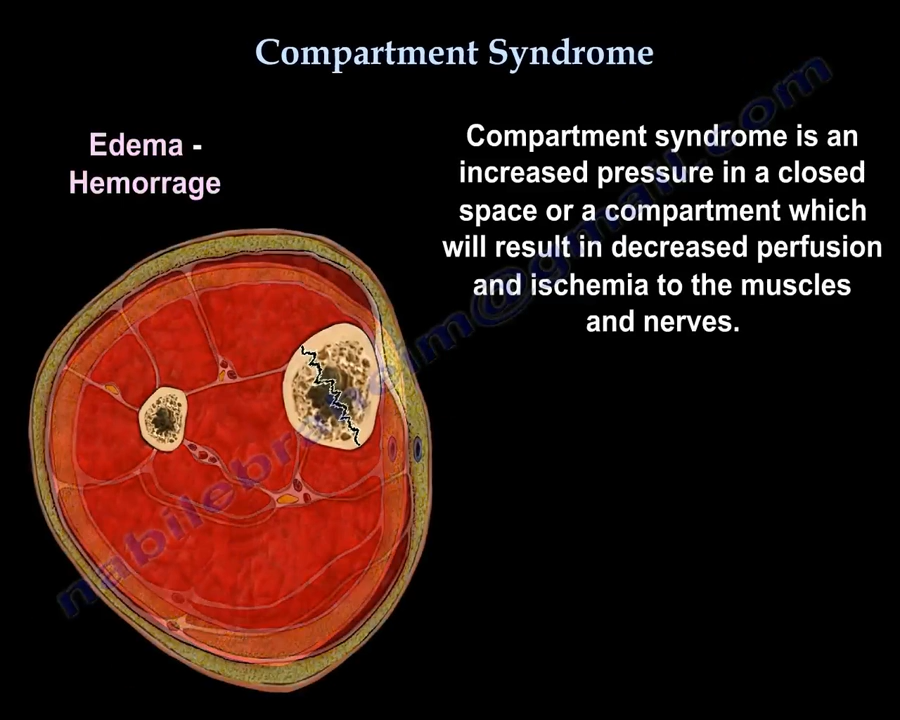 Compartment Syndrome
Edema -
Hemorrage
Compartment syndrome is an
increased pressure in a closed
space or a compartment which
will result in decreased perfusion
and ischemia to the muscles
and nerves.